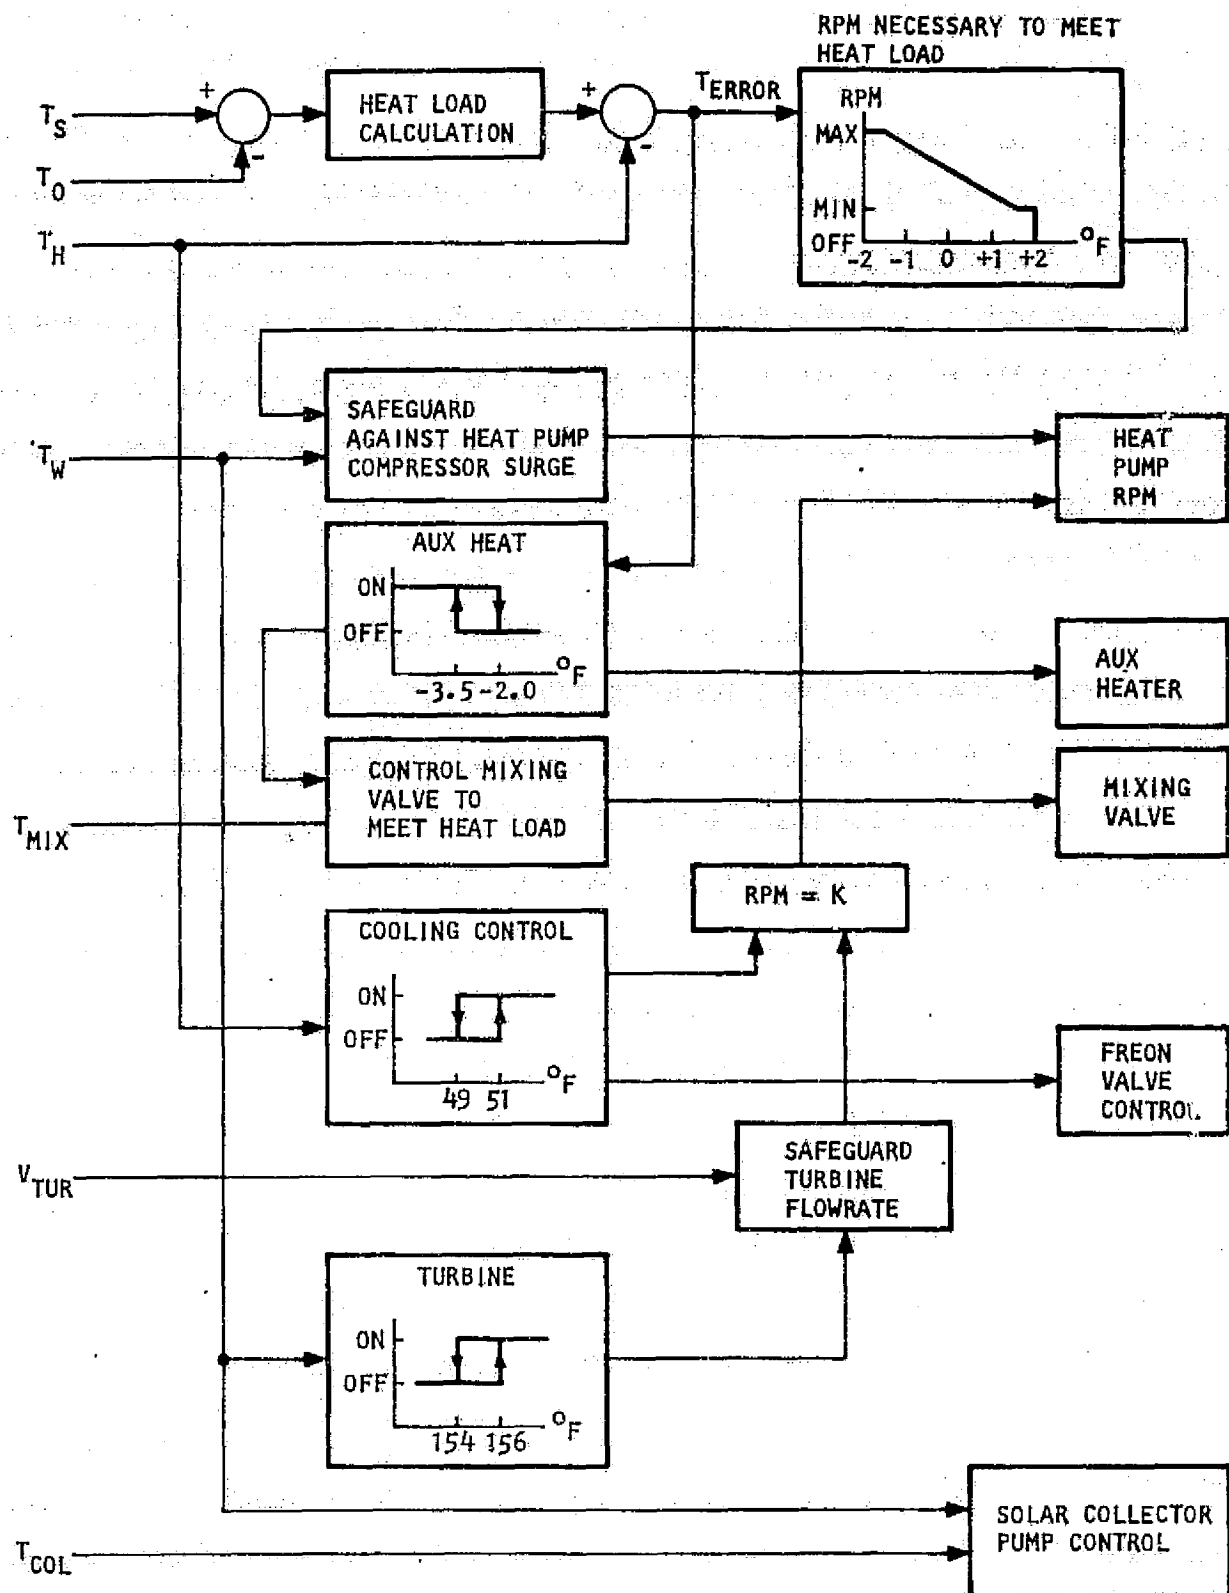 RPM NECESSARY TO MEET
HEAT LOAD
T_S
+
-
HEAT LOAD
CALCULATION
+
-
T_ERROR
RPM
MAX
MIN
OFF
-2 -1 0 +1 +2
°F
T_O
T_H
T_W
SAFEGUARD
AGAINST HEAT PUMP
COMPRESSOR SURGE
HEAT
PUMP
RPM
AUX HEAT
ON
OFF
-3.5 -2.0
°F
AUX
HEATER
T_MIX
CONTROL MIXING
VALVE TO
MEET HEAT LOAD
MIXING
VALVE
RPM = K
COOLING CONTROL
ON
OFF
49 51
°F
FREON
VALVE
CONTROL
V_TUR
SAFEGUARD
TURBINE
FLOWRATE
TURBINE
ON
OFF
154 156
°F
T_COL
SOLAR COLLECTOR
PUMP CONTROL